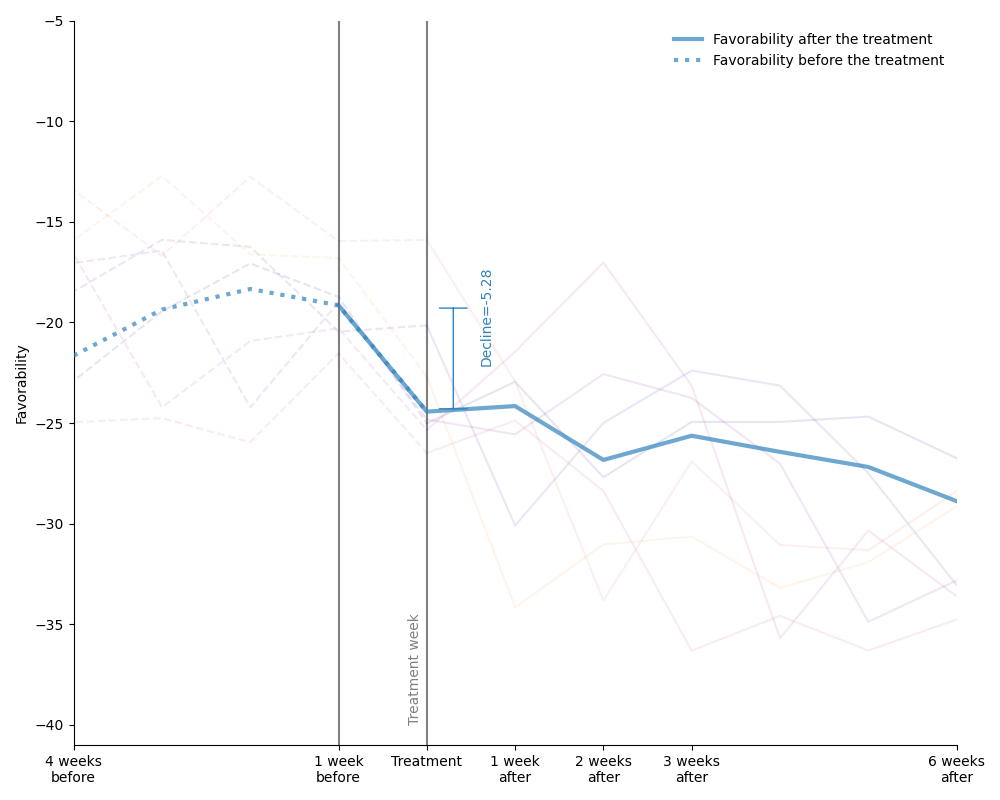 Favorability after the treatment
Favorability before the treatment
−5
−10
−15
−20
−25
−30
−35
−40
Favorability
Decline=-5.28
Treatment week
4 weeks
before
1 week
before
Treatment
1 week
after
2 weeks
after
3 weeks
after
6 weeks
after